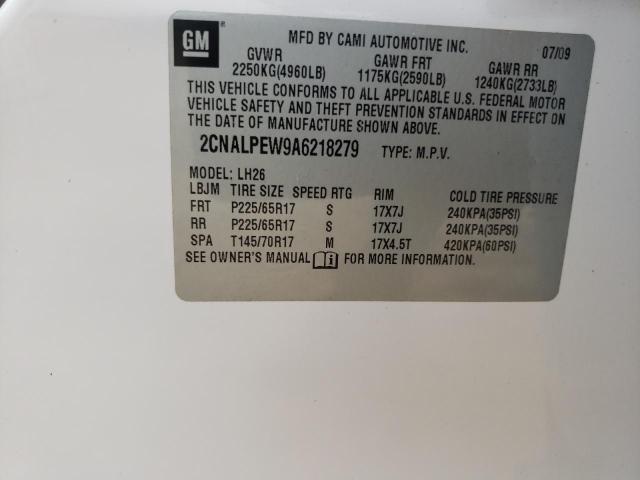 GM
MFD BY CAMI AUTOMOTIVE INC. 07/09
GVWR GAWR FRT GAWR RR
2250KG(4960LB) 1175KG(2590LB) 1240KG(2733LB)
THIS VEHICLE CONFORMS TO ALL APPLICABLE U.S. FEDERAL MOTOR
VEHICLE SAFETY AND THEFT PREVENTION STANDARDS IN EFFECT ON
THE DATE OF MANUFACTURE SHOWN ABOVE.
2CNALPEW9A6218279 TYPE: M.P.V.
MODEL: LH26
LBJM TIRE SIZE SPEED RTG RIM COLD TIRE PRESSURE
FRT P225/65R17 S 17X7J 240KPA(35PSI)
RR P225/65R17 S 17X7J 240KPA(35PSI)
SPA T145/70R17 M 17X4.5T 420KPA(60PSI)
SEE OWNER'S MANUAL FOR MORE INFORMATION.